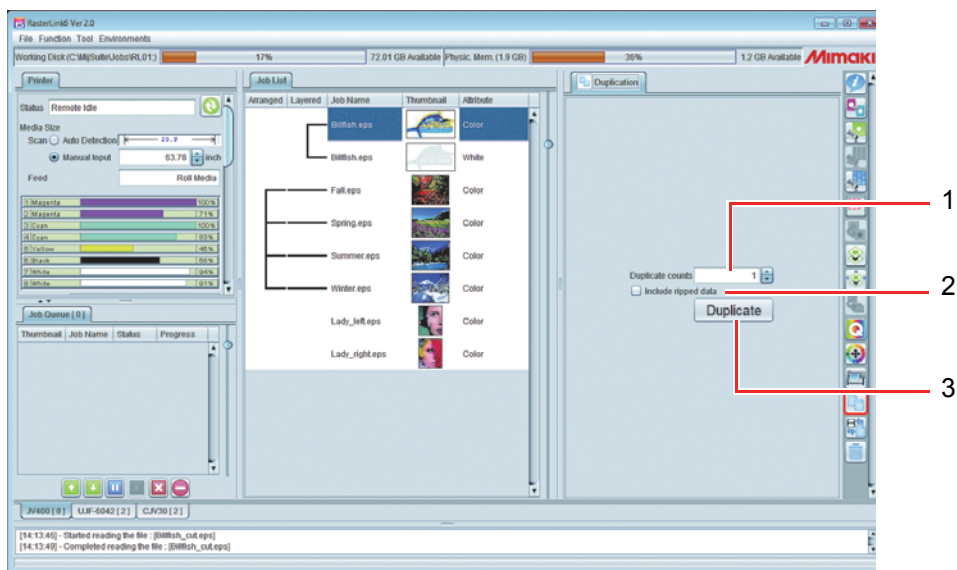 RasterLink6 Ver 2.0
File Function Tool Environments
Working Disk (C:\MijSuite\Jobs\RL01:) 17% 72.01 GB Available Physic. Mem. (1.9 GB) 36% 1.2 GB Available Mimaki
Printer
Status Remote Idle
Media Size
Scan Auto Detection
Manual Input 63.78 inch
Feed Roll Media
1 Magenta 100%
2 Magenta 71%
3 Cyan 100%
4 Cyan 83%
5 Yellow 46%
6 Black 68%
7 White 94%
8 White 91%
Job Queue [ 0 ]
Thumbnail Job Name Status Progress
Job List
Arranged Layered Job Name Thumbnail Attribute
Billfish.eps Color
Billfish.eps White
Fall.eps Color
Spring.eps Color
Summer.eps Color
Winter.eps Color
Lady_left.eps Color
Lady_right.eps Color
Duplication
Duplicate counts 1
Include ripped data
Duplicate
1
2
3
JV400 [ 8 ] UJF-6042 [ 2 ] CJV30 [ 2 ]
[14:13:46] - Started reading the file : [Billfish_cut.eps]
[14:13:49] - Completed reading the file : [Billfish_cut.eps]